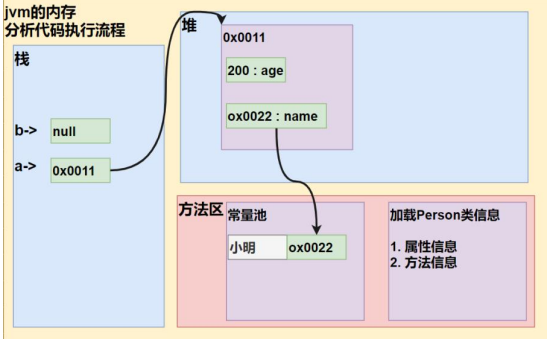 jvm的内存
分析代码执行流程
栈
b-> null
a-> 0x0011
堆
0x0011
200 : age
ox0022 : name
方法区
常量池
小明 ox0022
加载Person类信息
1. 属性信息
2. 方法信息